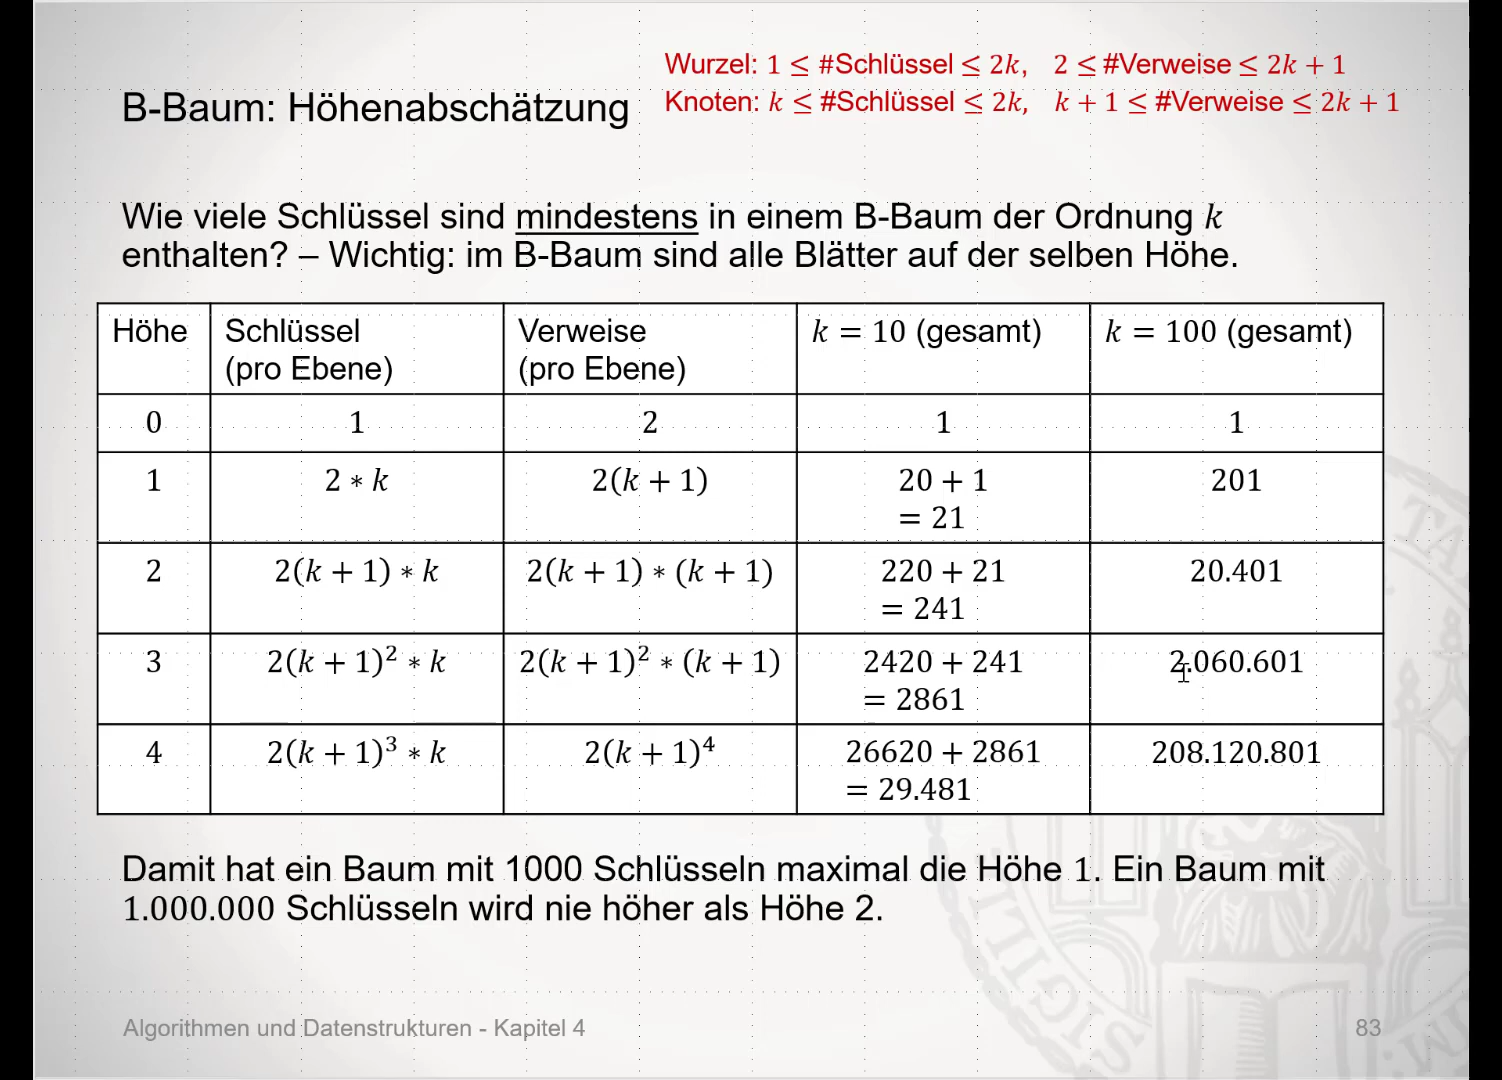 Wurzel: 1 ≤ #Schlüssel ≤ 2k, 2 ≤ #Verweise ≤ 2k + 1
B-Baum: Höhenabschätzung
Knoten: k ≤ #Schlüssel ≤ 2k, k + 1 ≤ #Verweise ≤ 2k + 1
Wie viele Schlüssel sind mindestens in einem B-Baum der Ordnung k
enthalten? – Wichtig: im B-Baum sind alle Blätter auf der selben Höhe.
Höhe Schlüssel (pro Ebene) Verweise (pro Ebene) k = 10 (gesamt) k = 100 (gesamt)
0 1 2 1 1
1 2 ∗ k 2(k + 1) 20 + 1 = 21 201
2 2(k + 1) ∗ k 2(k + 1) ∗ (k + 1) 220 + 21 = 241 20.401
3 2(k + 1)² ∗ k 2(k + 1)² ∗ (k + 1) 2420 + 241 = 2861 2.060.601
4 2(k + 1)³ ∗ k 2(k + 1)⁴ 26620 + 2861 = 29.481 208.120.801
Damit hat ein Baum mit 1000 Schlüsseln maximal die Höhe 1. Ein Baum mit
1.000.000 Schlüsseln wird nie höher als Höhe 2.
Algorithmen und Datenstrukturen - Kapitel 4 83